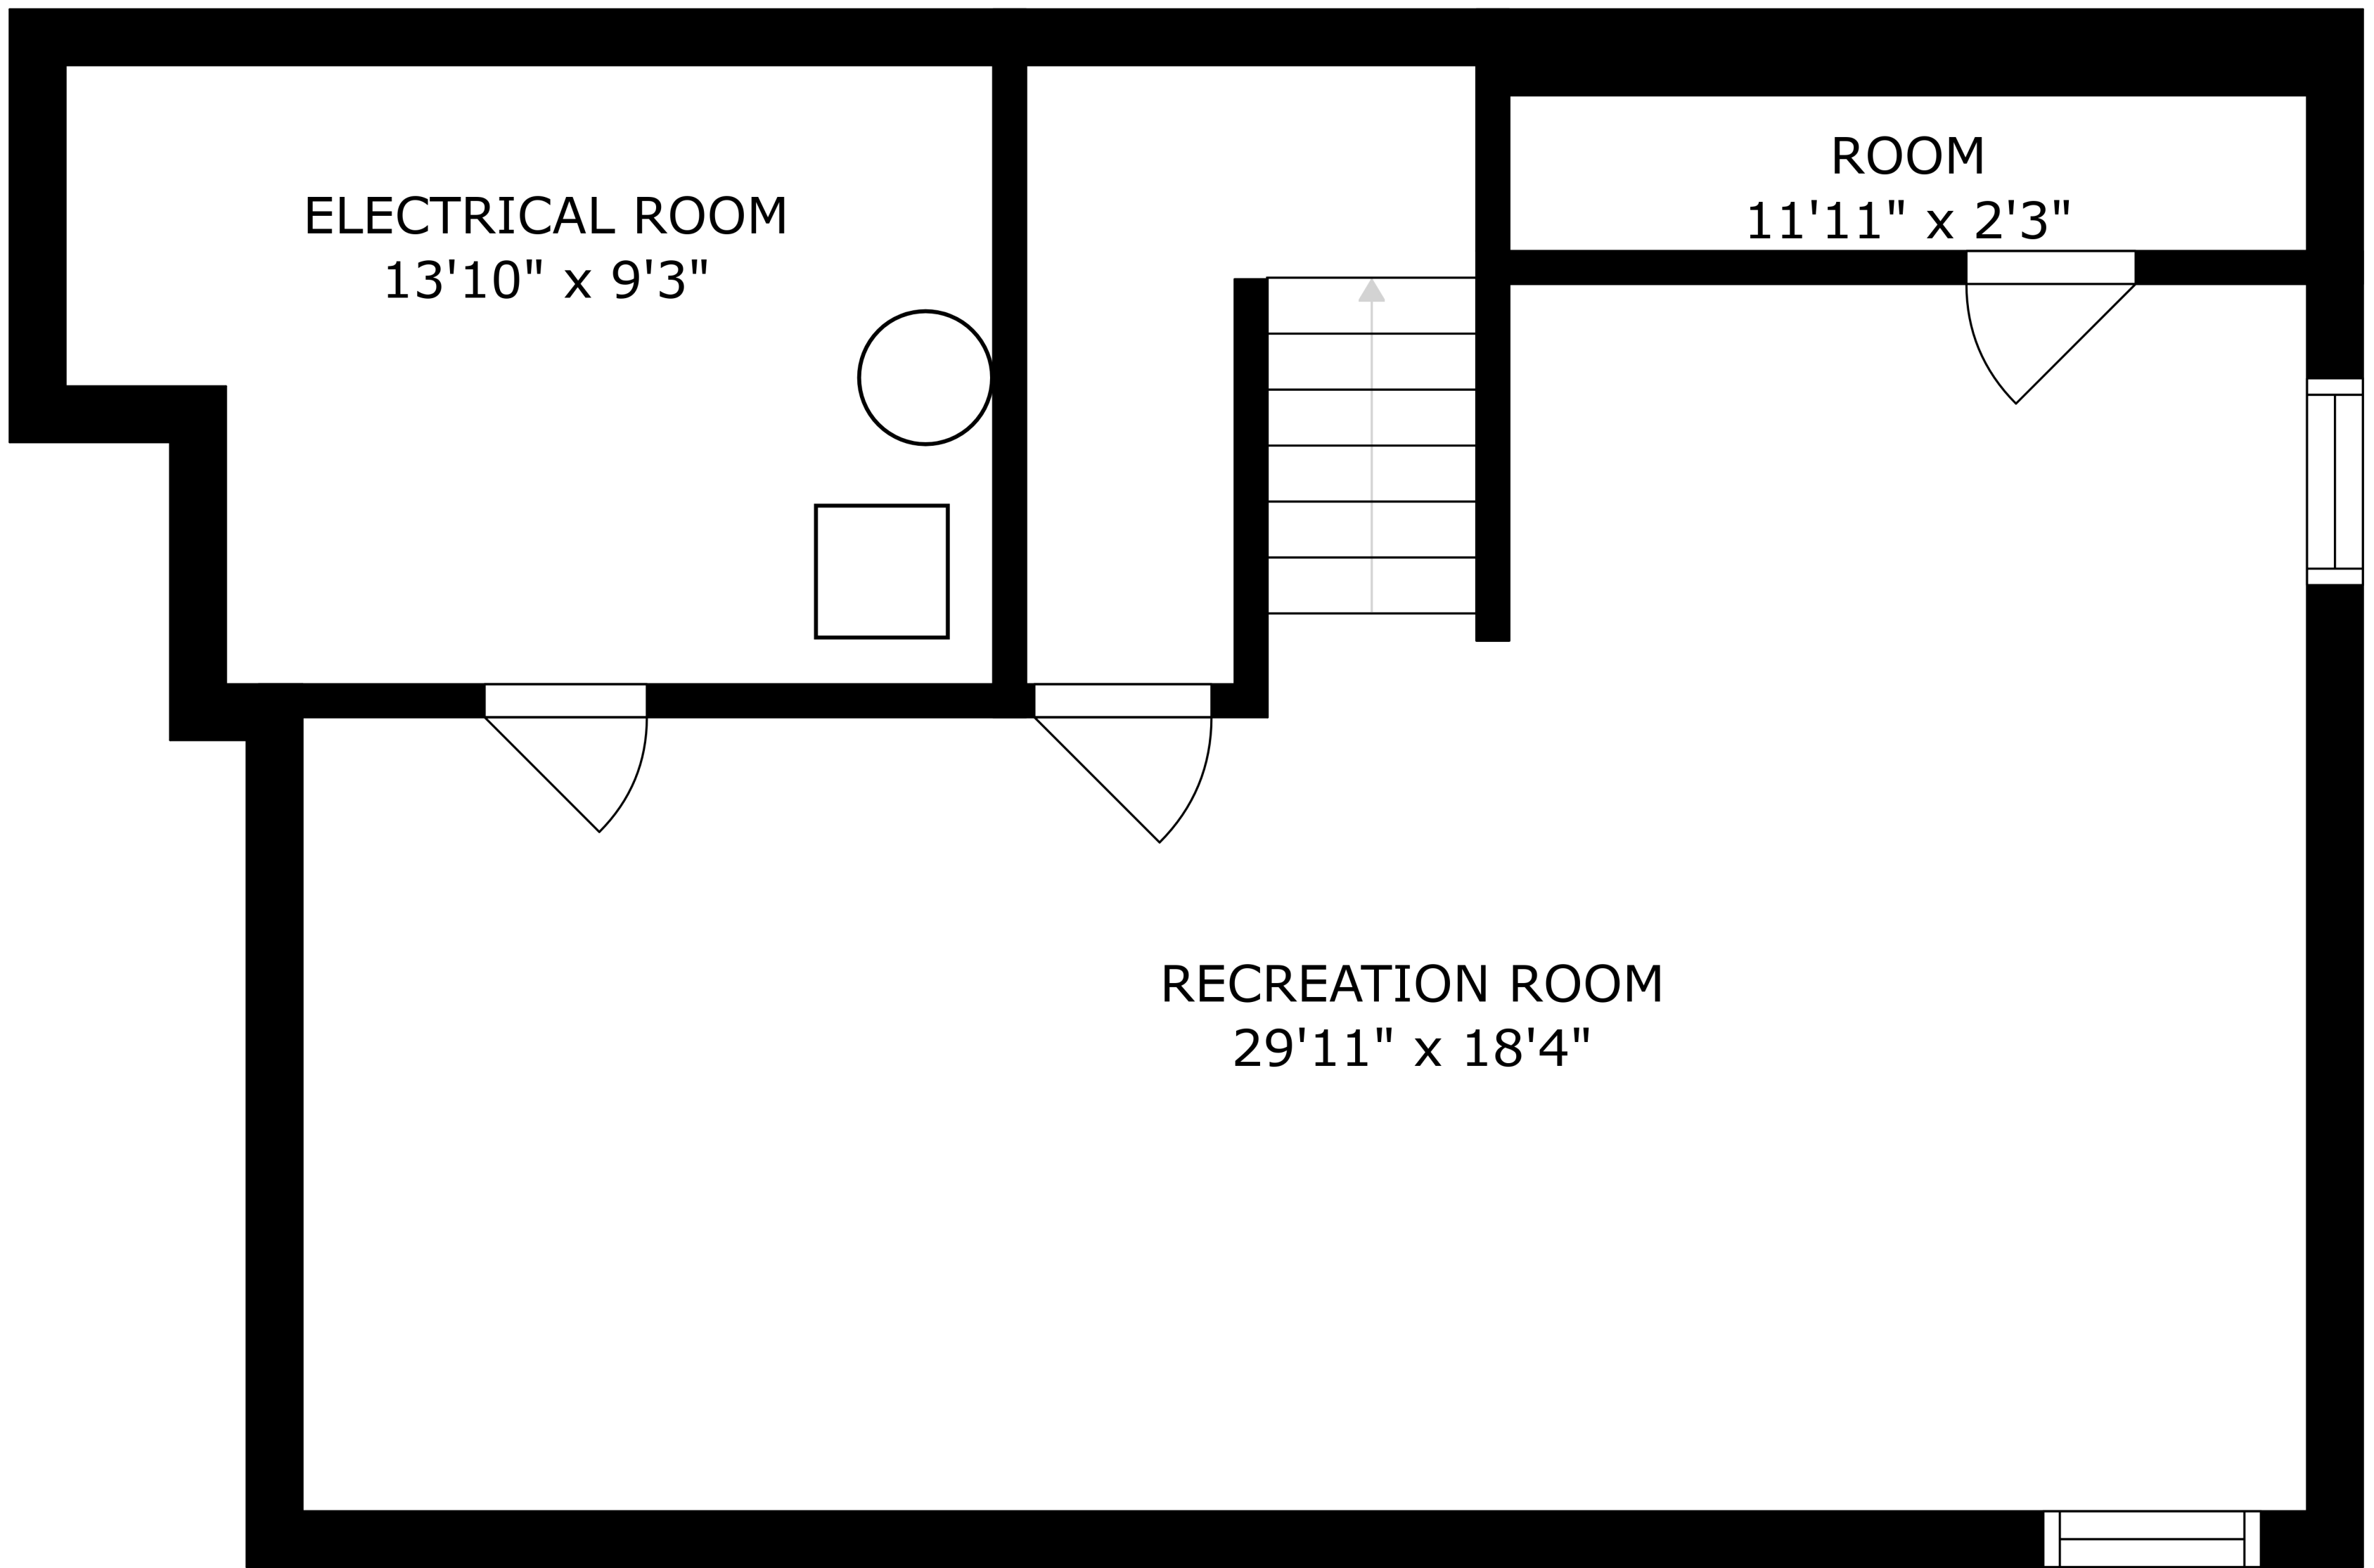 ELECTRICAL ROOM
13'10" x 9'3"
ROOM
11'11" x 2'3"
RECREATION ROOM
29'11" x 18'4"